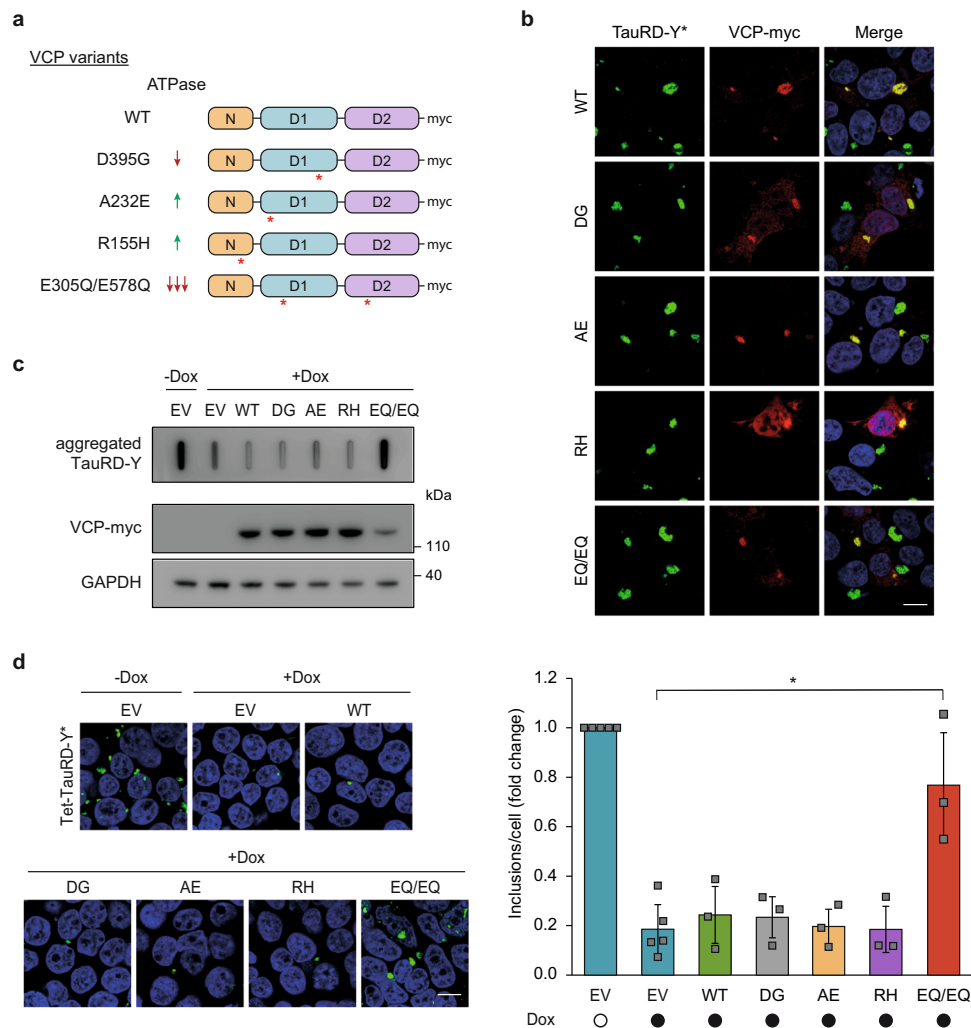 a
VCP variants
ATPase
WT N D1 D2 myc
D395G ↓ N D1 D2 myc
*
A232E ↑ N D1 D2 myc
*
R155H ↑ N D1 D2 myc
*
E305Q/E578Q ↓↓↓ N D1 D2 myc
* *
b
TauRD-Y* VCP-myc Merge
WT
DG
AE
RH
EQ/EQ
c
-Dox +Dox
EV EV WT DG AE RH EQ/EQ
aggregated
TauRD-Y
kDa
VCP-myc
110
GAPDH
40
d
-Dox +Dox
EV EV WT
Tet-TauRD-Y*
+Dox
DG AE RH EQ/EQ
Inclusions/cell (fold change)
1.2
1.0
0.8
0.6
0.4
0.2
0.0
*
EV EV WT DG AE RH EQ/EQ
Dox